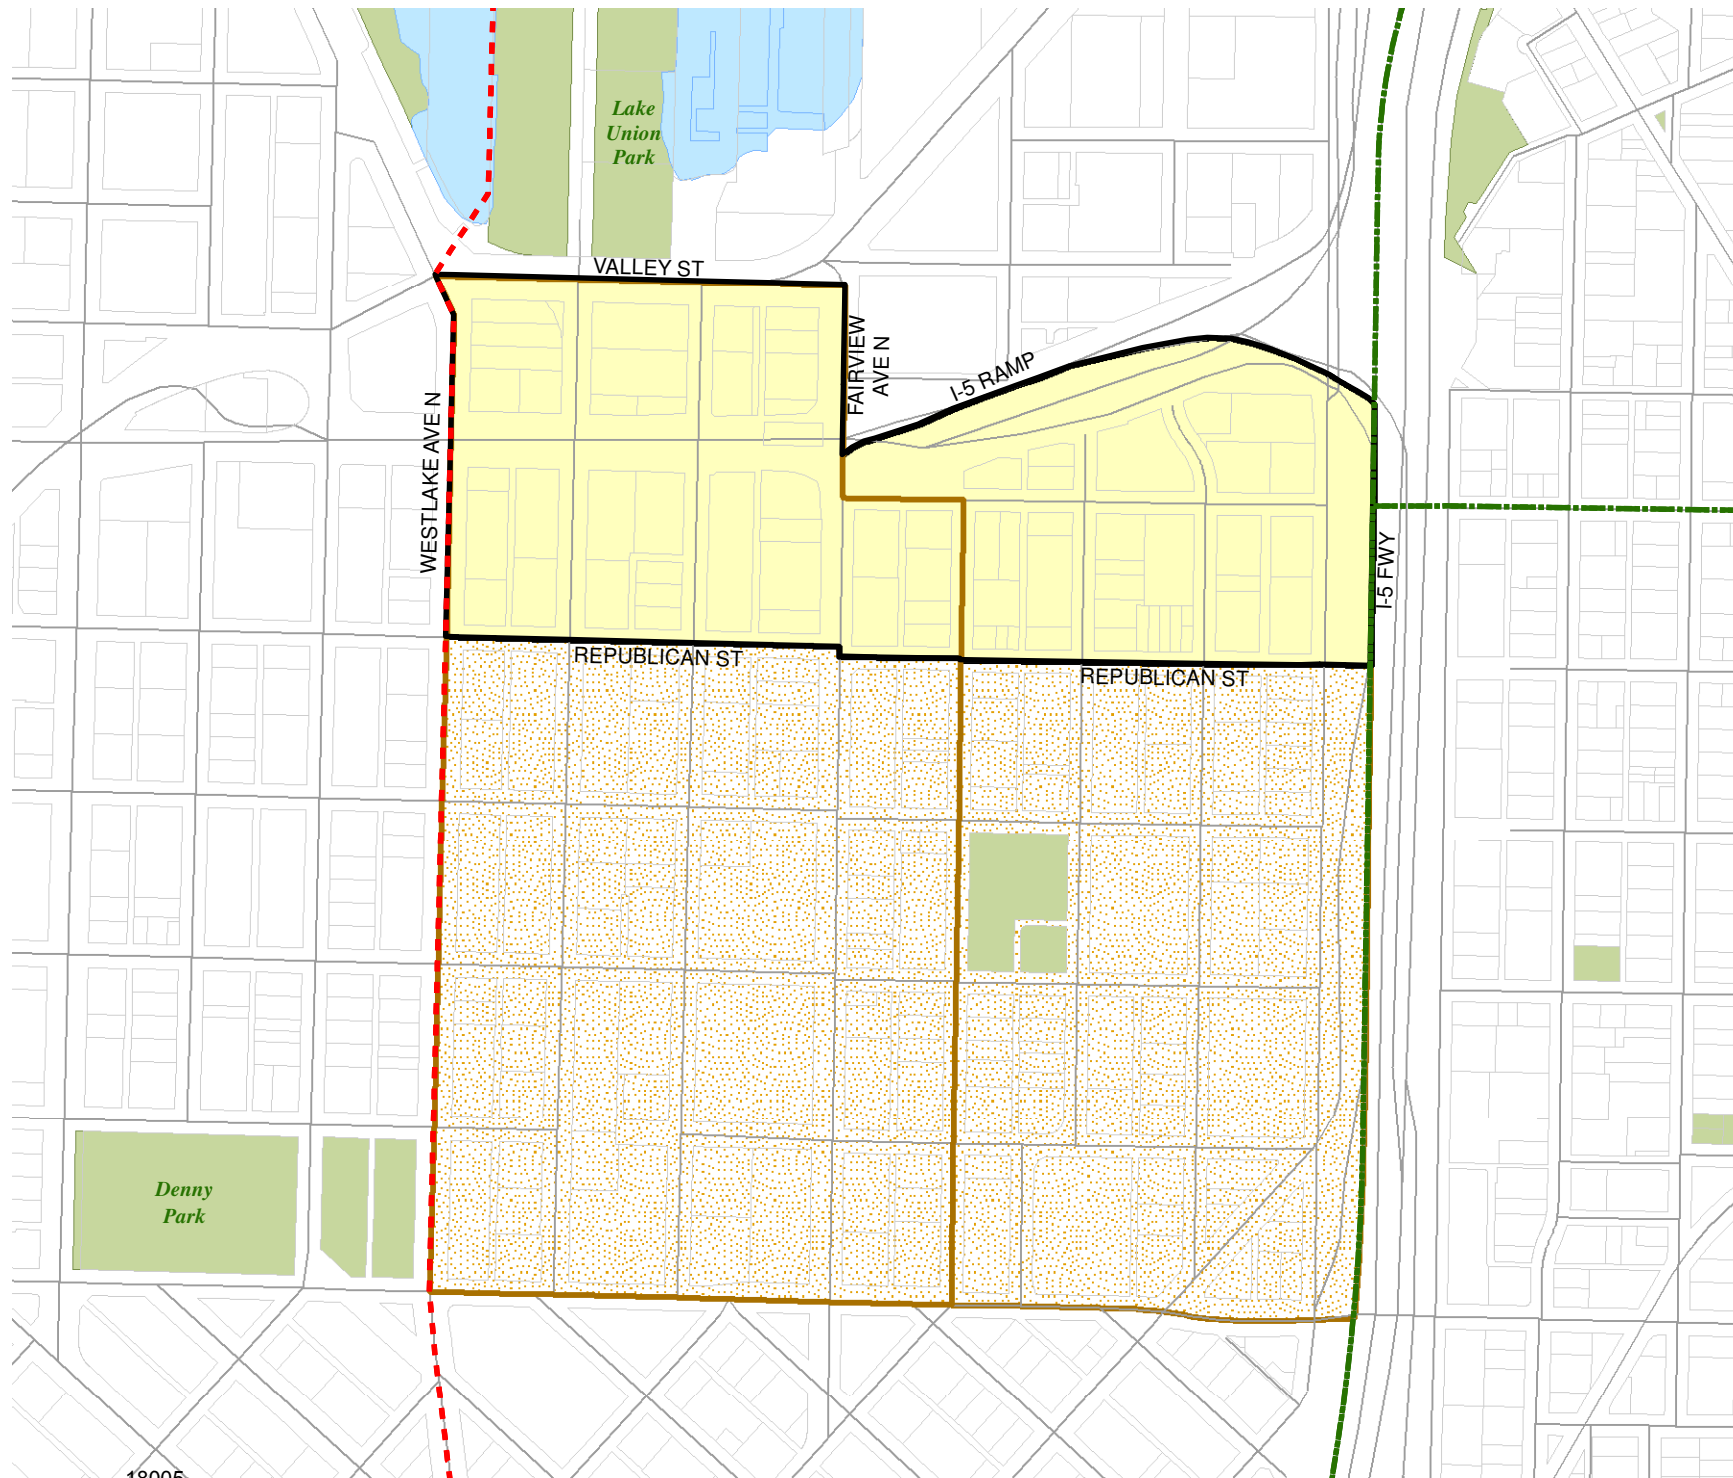 Lake
Union
Park
VALLEY ST
FAIRVIEW
AVE N
I-5 RAMP
WESTLAKE AVE N
I-5 FWY
REPUBLICAN ST
REPUBLICAN ST
Denny
Park
18005